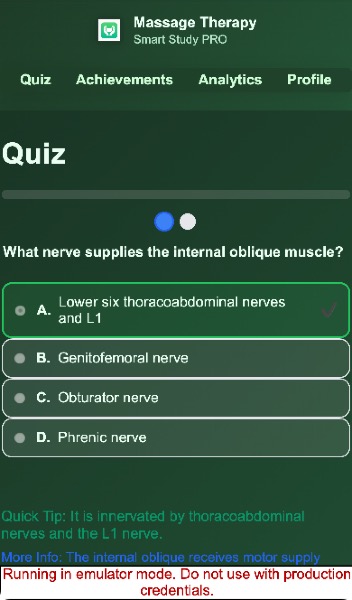 Massage Therapy
Smart Study PRO
Quiz Achievements Analytics Profile
Quiz
What nerve supplies the internal oblique muscle?
A. Lower six thoracoabdominal nerves
and L1
B. Genitofemoral nerve
C. Obturator nerve
D. Phrenic nerve
Quick Tip: It is innervated by thoracoabdominal
nerves and the L1 nerve.
More Info: The internal oblique receives motor supply
Running in emulator mode. Do not use with production
credentials.